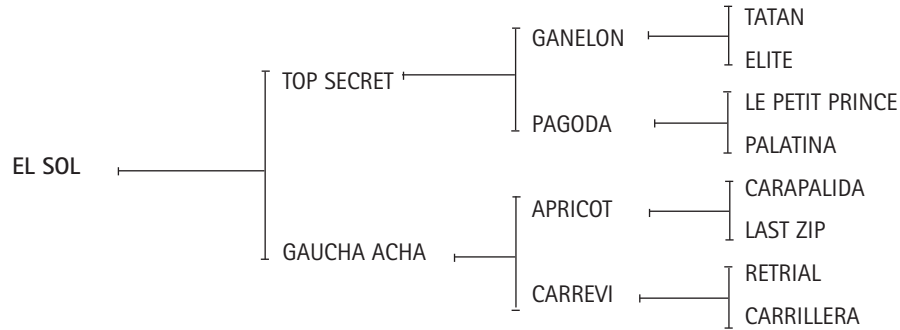 TATAN
GANELON
ELITE
TOP SECRET
LE PETIT PRINCE
PAGODA
PALATINA
EL SOL
CARAPALIDA
APRICOT
LAST ZIP
GAUCHA ACHA
RETRIAL
CARREVI
CARRILLERA